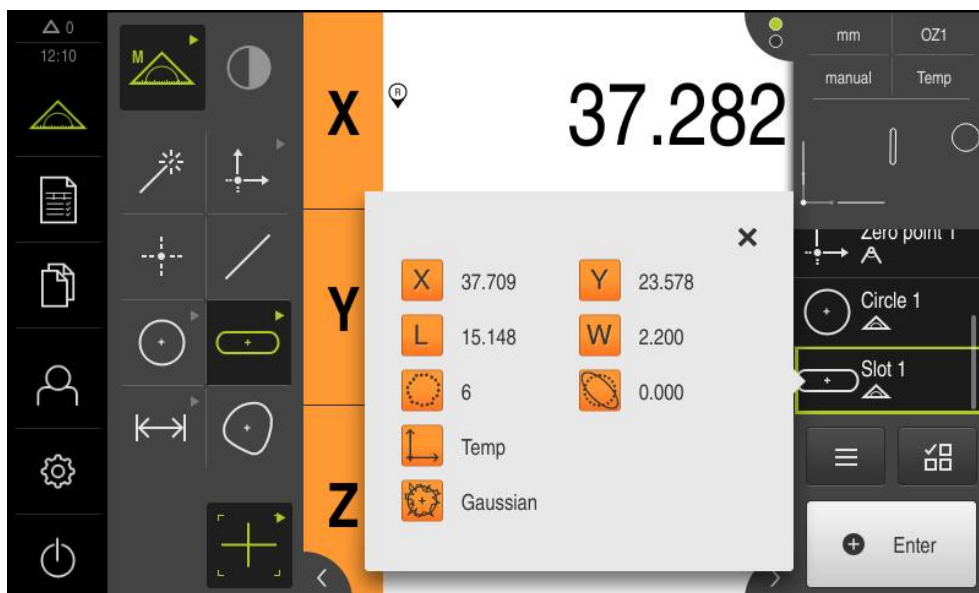 0
12:10
M
X
R
37.282
mm
OZ1
manual
Temp
Zero point 1
Circle 1
Slot 1
Enter
Y
Z
X 37.709 Y 23.578
L 15.148 W 2.200
6 0.000
Temp
Gaussian